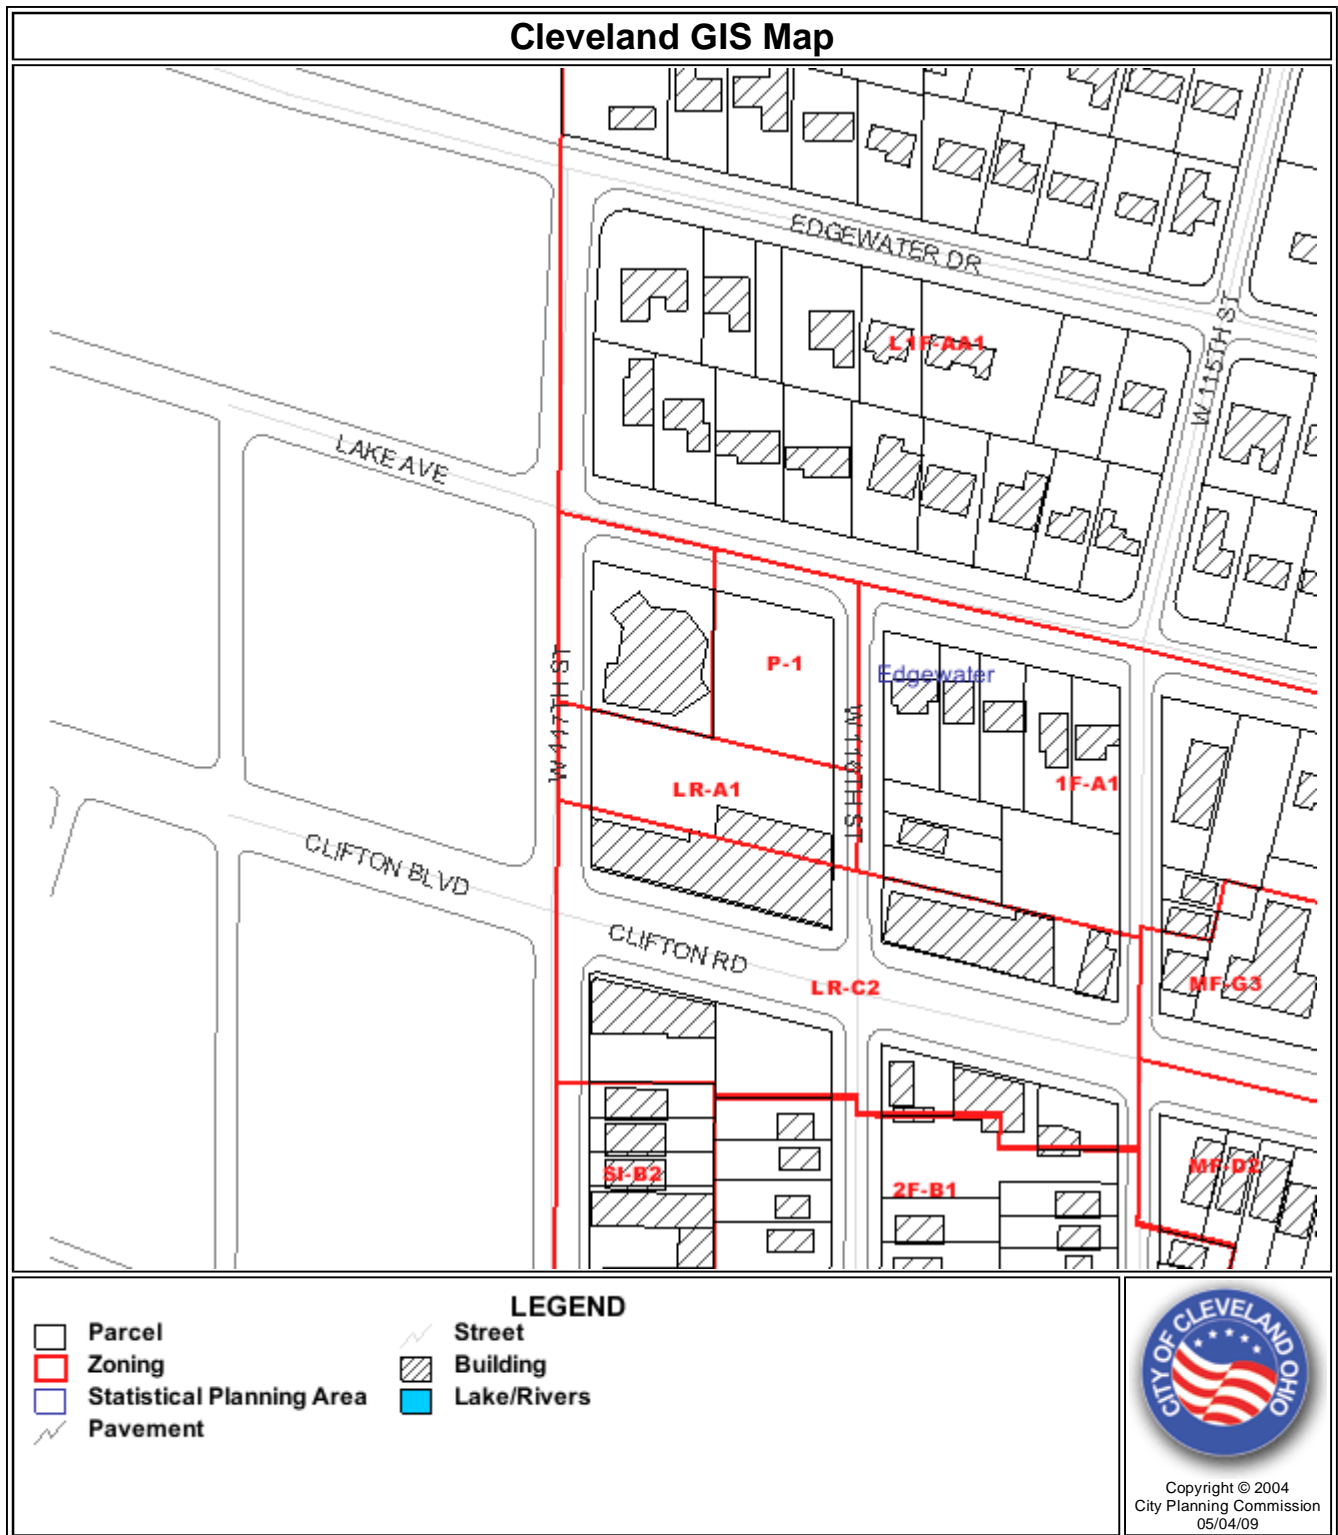 Cleveland GIS Map
EDGEWATER DR
W 115TH ST
L1F-AA1
LAKE AVE
P-1
Edgewater
W 117TH ST
1F-A1
LR-A1
CLIFTON BLVD
CLIFTON RD
LR-C2
MF-G3
SI-B2
2F-B1
MF-D2
LEGEND
Parcel
Street
Zoning
Building
Statistical Planning Area
Lake/Rivers
Pavement
CITY OF CLEVELAND OHIO
Copyright © 2004
City Planning Commission
05/04/09